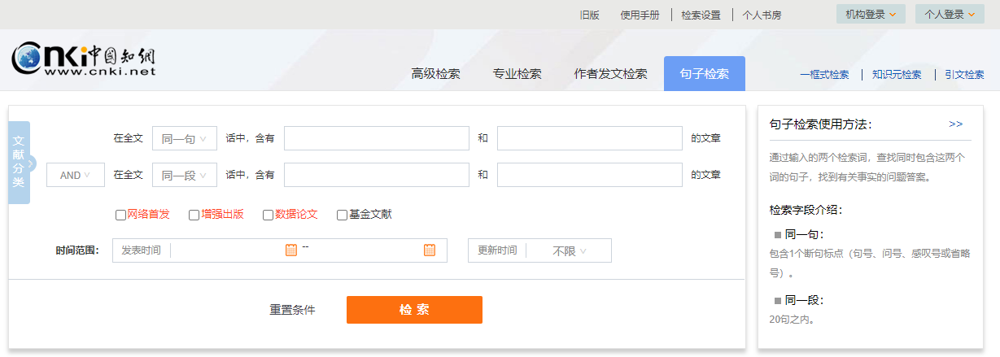 旧版 使用手册 检索设置 个人书房 机构登录 个人登录
cnki中国知網
www.cnki.net
高级检索 专业检索 作者发文检索 句子检索 一框式检索 知识元检索 引文检索
文献分类
在全文 同一句 话中，含有 和 的文章
AND 在全文 同一段 话中，含有 和 的文章
网络首发 增强出版 数据论文 基金文献
时间范围： 发表时间 -- 更新时间 不限
重置条件 检索
句子检索使用方法： >>
通过输入的两个检索词，查找同时包含这两个
词的句子，找到有关事实的问题答案。
检索字段介绍：
同一句：
包含1个断句标点（句号、问号、感叹号或省略
号）。
同一段：
20句之内。